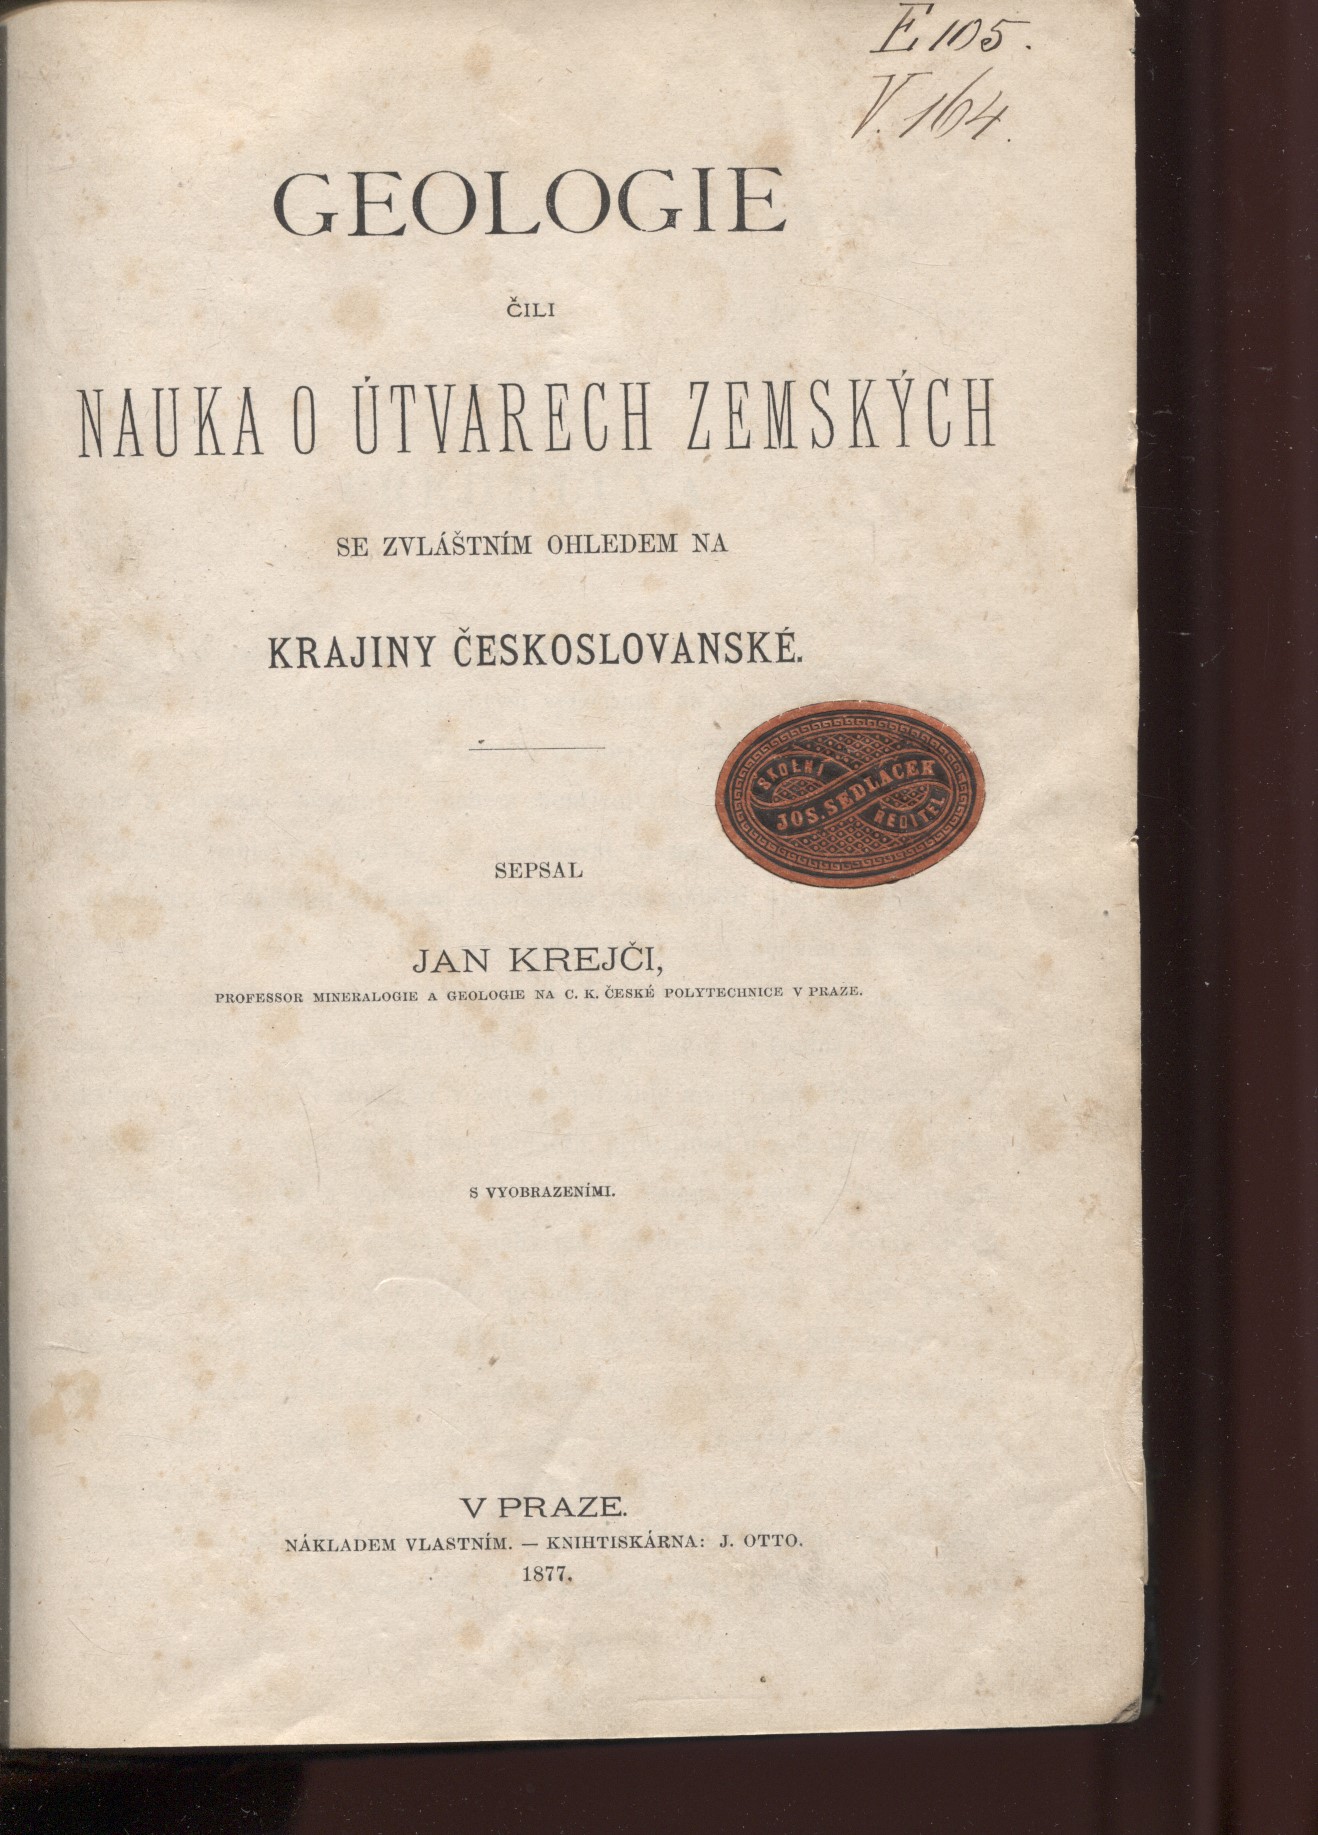 E 105.
V. 164.
GEOLOGIE
ČILI
NAUKA O ÚTVARECH ZEMSKÝCH
SE ZVLÁŠTNÍM OHLEDEM NA
KRAJINY ČESKOSLOVANSKÉ.
ŠKOLNÍ
JOS. SEDLÁČEK
ŘEDITEL
SEPSAL
JAN KREJČI,
PROFESSOR MINERALOGIE A GEOLOGIE NA C. K. ČESKÉ POLYTECHNICE V PRAZE.
S VYOBRAZENÍMI.
V PRAZE.
NÁKLADEM VLASTNÍM. — KNIHTISKÁRNA: J. OTTO.
1877.